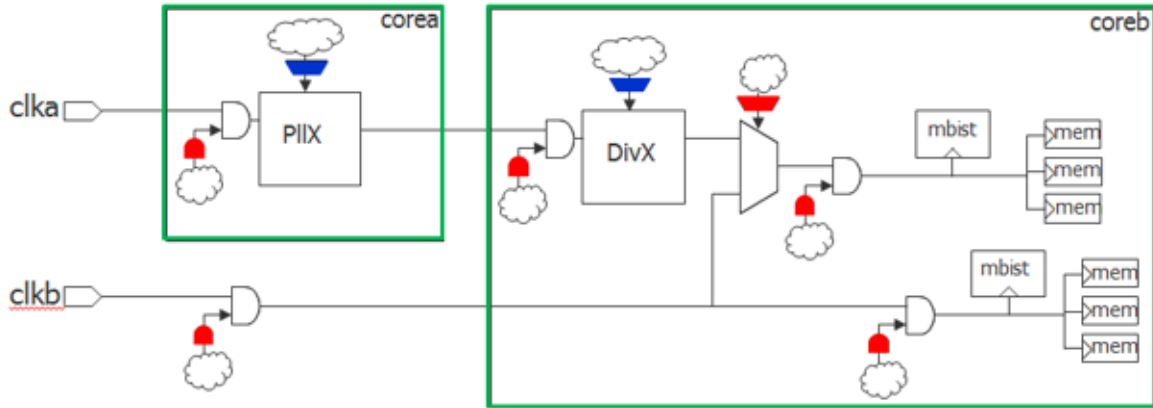 corea
coreb
clka
PllX
DivX
mbist
mem
mem
mem
clkb
mbist
mem
mem
mem